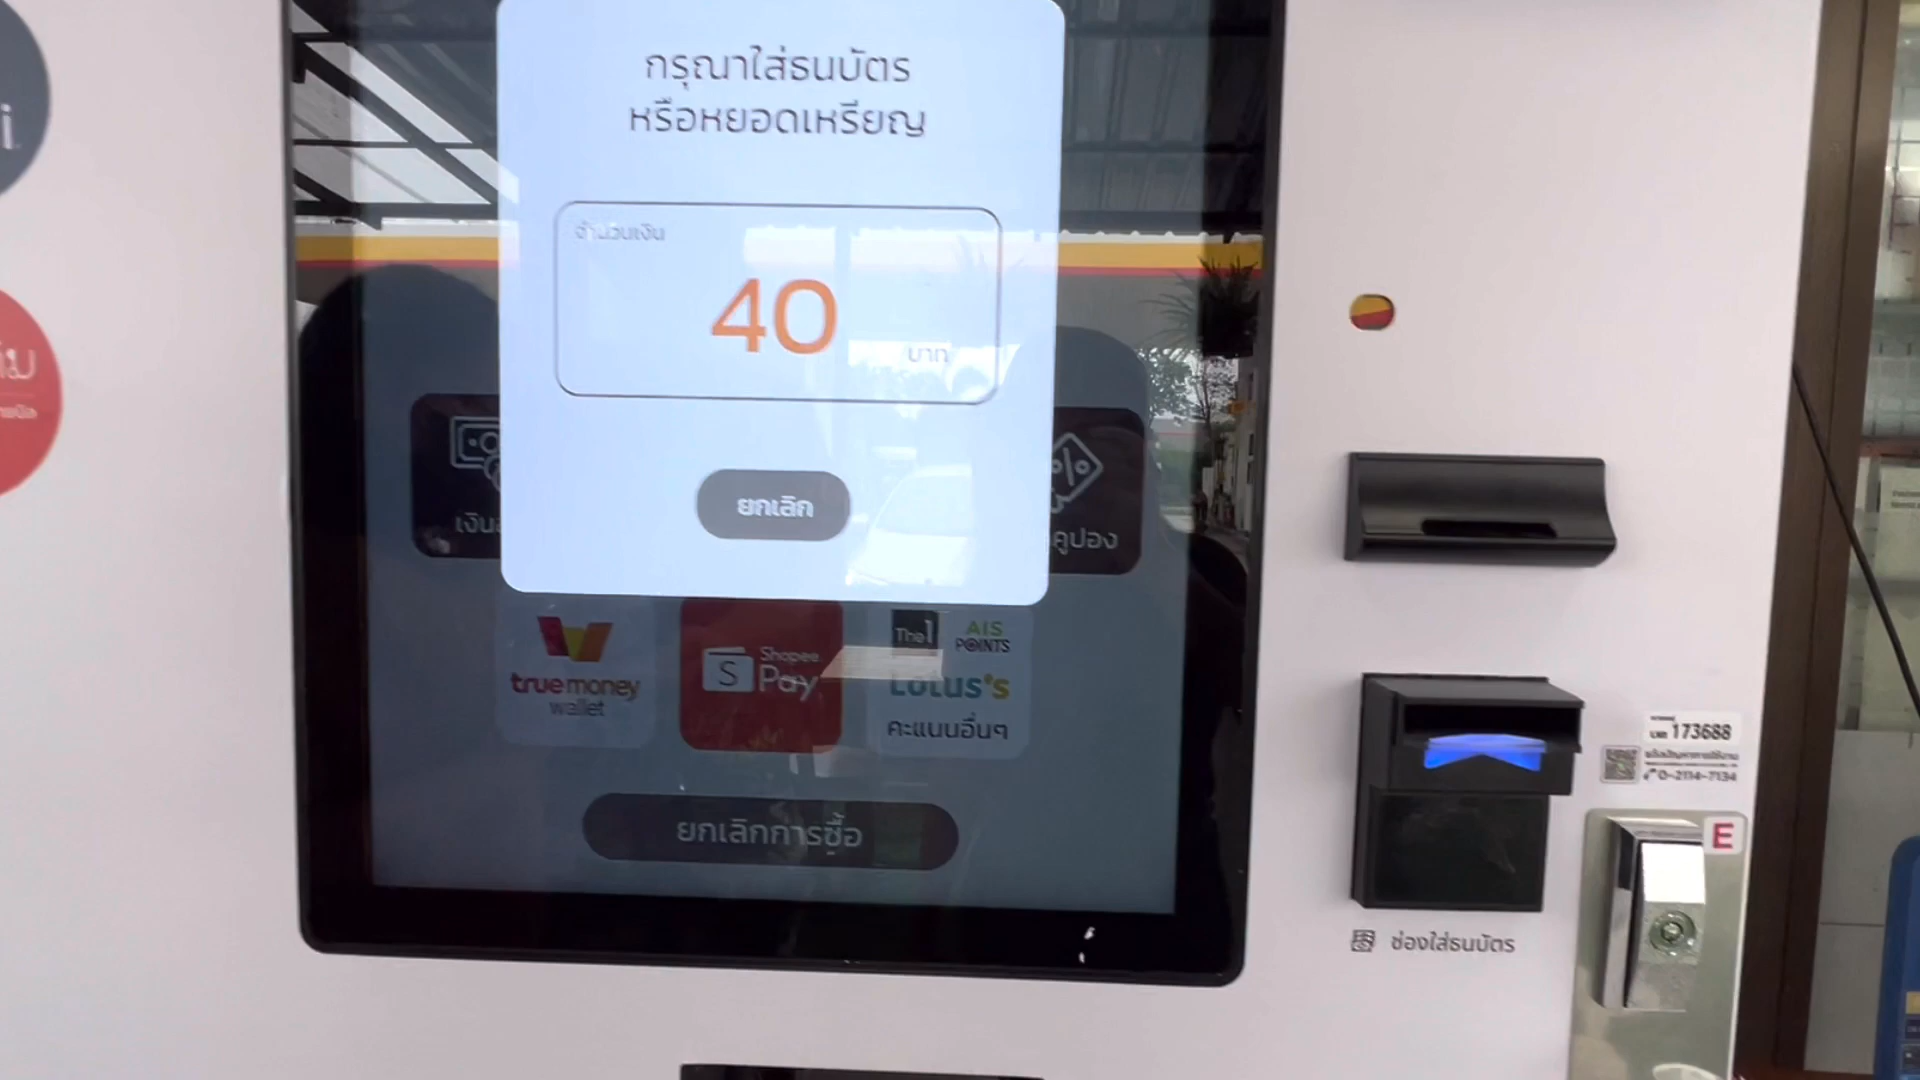 กรุณาใส่ธนบัตร
หรือหยอดเหรียญ
จำนวนเงิน
40
บาท
ยกเลิก
คูปอง
true money
wallet
Shopee
Pay
The 1
AIS
POINTS
Lotus's
คะแนนอื่นๆ
ยกเลิกการซื้อ
173688
0-2114-7134
E
ช่องใส่ธนบัตร